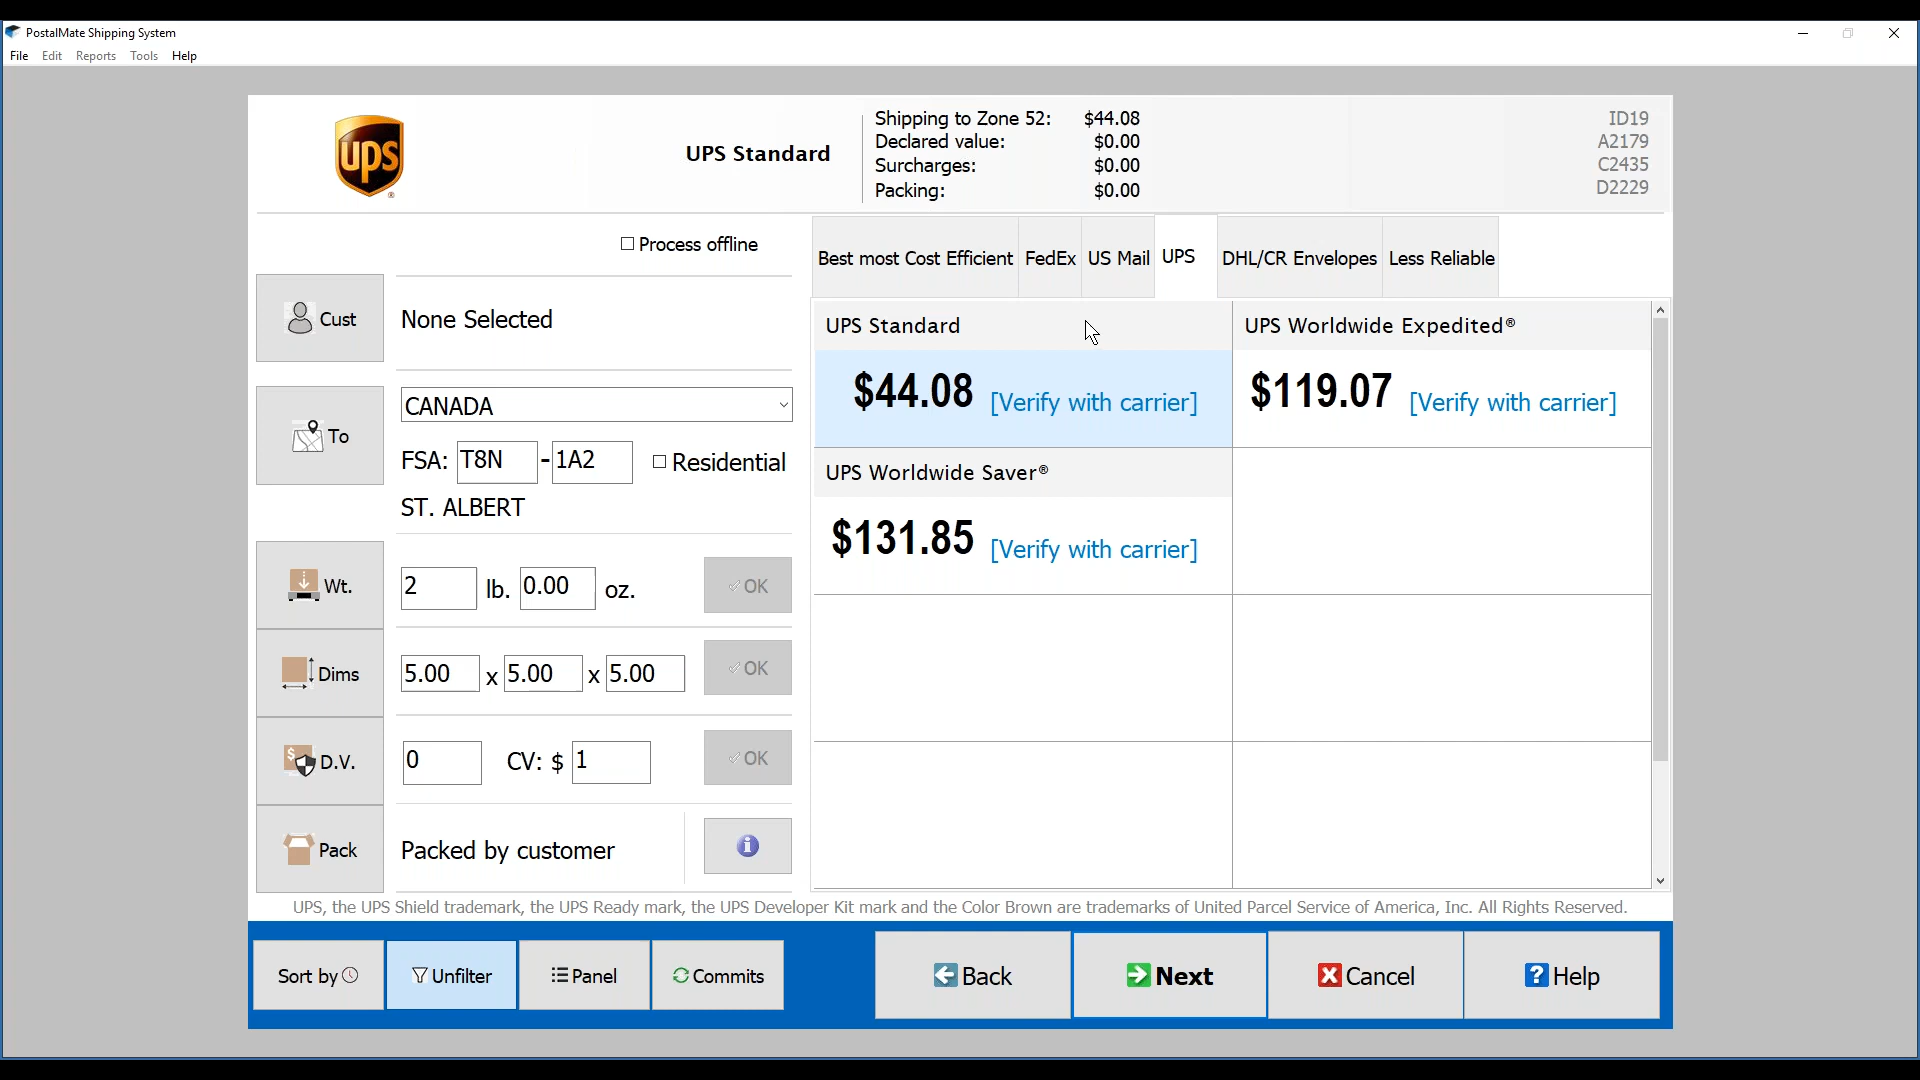 PostalMate Shipping System
File Edit Reports Tools Help
ups
UPS Standard
Shipping to Zone 52: $44.08
Declared value: $0.00
Surcharges: $0.00
Packing: $0.00
ID19
A2179
C2435
D2229
Process offline
Cust
None Selected
To
CANADA
FSA: T8N - 1A2 Residential
ST. ALBERT
Wt.
2 lb. 0.00 oz. OK
Dims
5.00 x 5.00 x 5.00 OK
D.V.
0 CV: $ 1 OK
Pack
Packed by customer
Best most Cost Efficient FedEx US Mail UPS DHL/CR Envelopes Less Reliable
UPS Standard
$44.08 [Verify with carrier]
UPS Worldwide Expedited®
$119.07 [Verify with carrier]
UPS Worldwide Saver®
$131.85 [Verify with carrier]
UPS, the UPS Shield trademark, the UPS Ready mark, the UPS Developer Kit mark and the Color Brown are trademarks of United Parcel Service of America, Inc. All Rights Reserved.
Sort by Unfilter Panel Commits Back Next Cancel Help